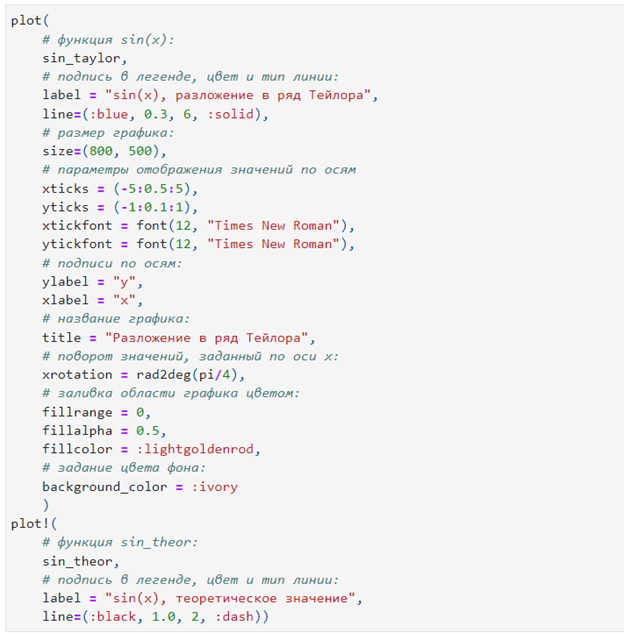 plot(
    # функция sin(x):
    sin_taylor,
    # подпись в легенде, цвет и тип линии:
    label = "sin(x), разложение в ряд Тейлора",
    line=(:blue, 0.3, 6, :solid),
    # размер графика:
    size=(800, 500),
    # параметры отображения значений по осям
    xticks = (-5:0.5:5),
    yticks = (-1:0.1:1),
    xtickfont = font(12, "Times New Roman"),
    ytickfont = font(12, "Times New Roman"),
    # подписи по осям:
    ylabel = "y",
    xlabel = "x",
    # название графика:
    title = "Разложение в ряд Тейлора",
    # поворот значений, заданный по оси x:
    xrotation = rad2deg(pi/4),
    # заливка области графика цветом:
    fillrange = 0,
    fillalpha = 0.5,
    fillcolor = :lightgoldenrod,
    # задание цвета фона:
    background_color = :ivory
    )
plot!(
    # функция sin_theor:
    sin_theor,
    # подпись в легенде, цвет и тип линии:
    label = "sin(x), теоретическое значение",
    line=(:black, 1.0, 2, :dash))